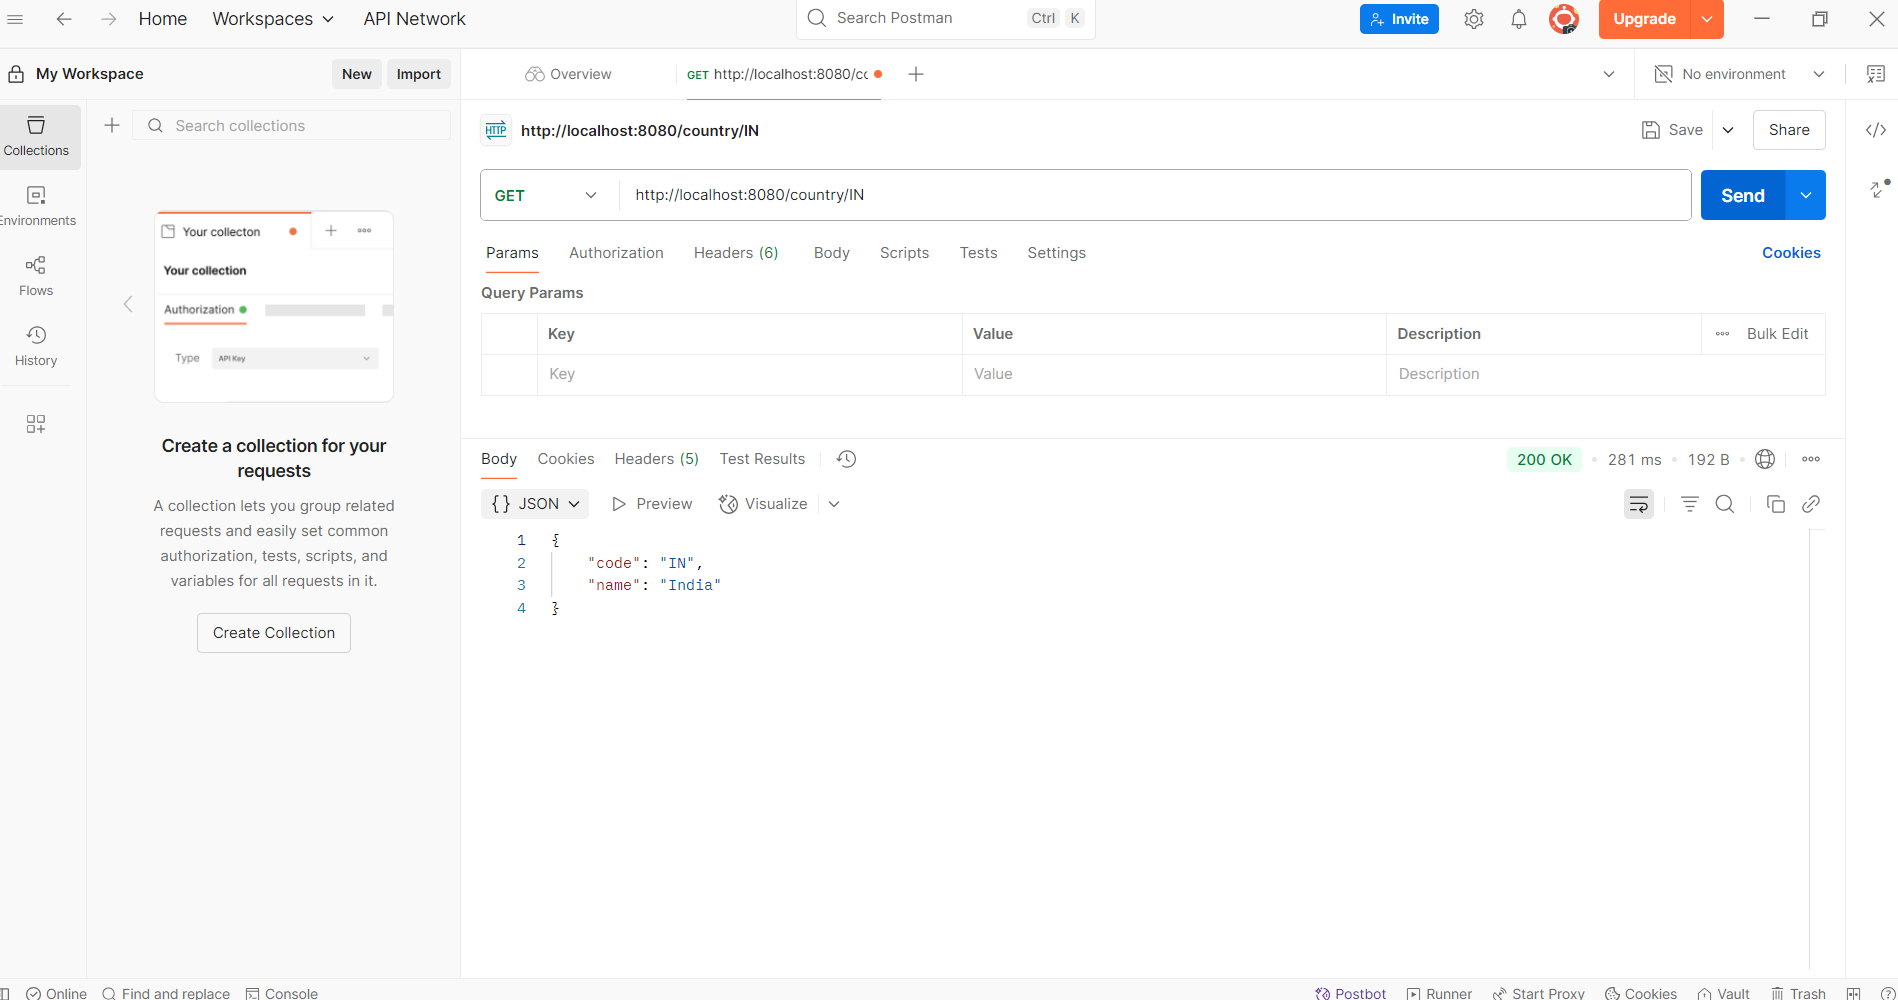 Home Workspaces API Network Search Postman Ctrl K Invite Upgrade
My Workspace New Import Overview GET http://localhost:8080/cc No environment
Collections
Search collections
http://localhost:8080/country/IN Save Share
Environments
GET http://localhost:8080/country/IN Send
Your collecton
Params Authorization Headers (6) Body Scripts Tests Settings Cookies
Your collection
Flows
Query Params
Authorization
Key Value Description Bulk Edit
History
Type API Key
Key Value Description
Create a collection for your
requests
Body Cookies Headers (5) Test Results 200 OK 281 ms 192 B
A collection lets you group related
requests and easily set common
authorization, tests, scripts, and
variables for all requests in it.
{} JSON Preview Visualize
1 {
2 "code": "IN",
3 "name": "India"
4 }
Create Collection
Online Find and replace Console Postbot Runner Start Proxy Cookies Vault Trash